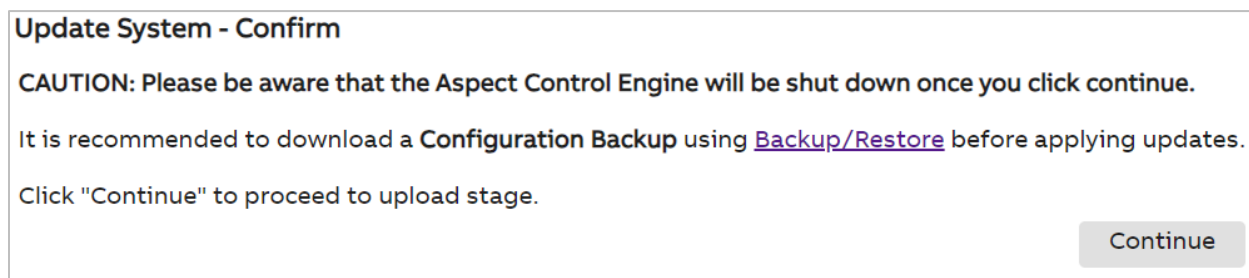 Update System - Confirm
CAUTION: Please be aware that the Aspect Control Engine will be shut down once you click continue.
It is recommended to download a Configuration Backup using Backup/Restore before applying updates.
Click "Continue" to proceed to upload stage.
Continue